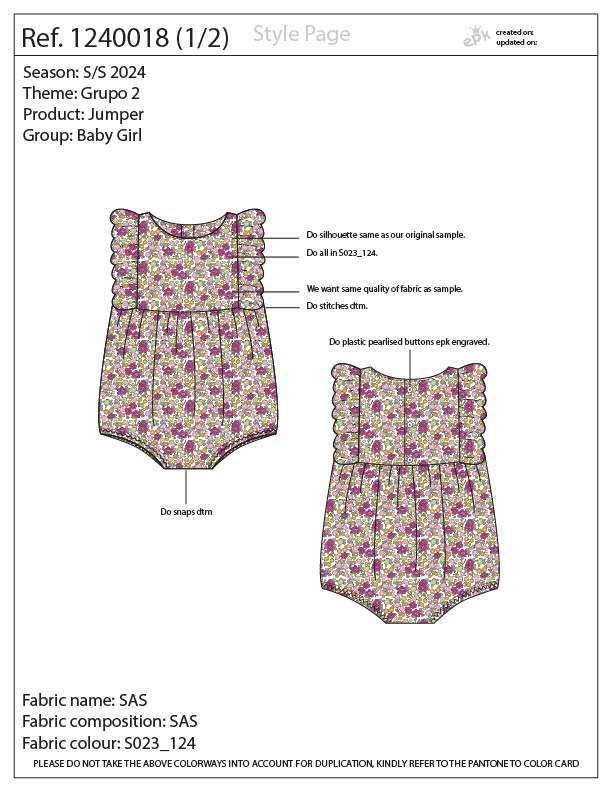 Ref. 1240018 (1/2)
Style Page
epk
created on:
updated on:
Season: S/S 2024
Theme: Grupo 2
Product: Jumper
Group: Baby Girl
Do silhouette same as our original sample.
Do all in S023_124.
We want same quality of fabric as sample.
Do stitches dtm.
Do plastic pearlised buttons epk engraved.
Do snaps dtm
Fabric name: SAS
Fabric composition: SAS
Fabric colour: S023_124
PLEASE DO NOT TAKE THE ABOVE COLORWAYS INTO ACCOUNT FOR DUPLICATION, KINDLY REFER TO THE PANTONE TO COLOR CARD